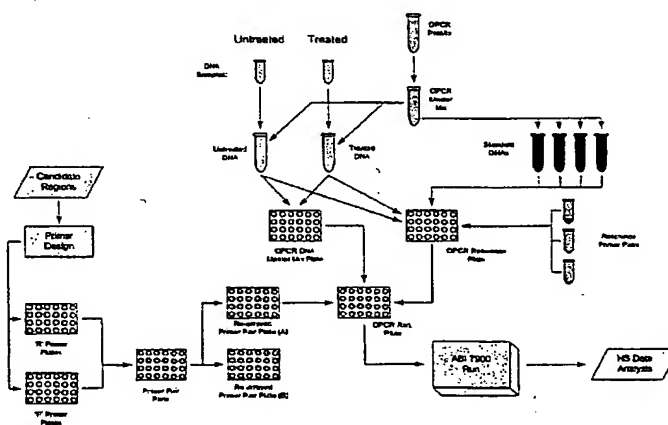 Untreated
Treated
DNA
Samples
QPCR
QPCR
Master
Mix
Untreated
DNA
Treated
DNA
Standard
DNAs
Candidate
Regions
Primer
Design
QPCR DNA
Master Mix Plate
QPCR Reference
Plate
Reference
Primer Pairs
'R' Primer
Plates
'F' Primer
Plates
Primer Pair
Plate
Primer Pair Plate (A)
Primer Pair Plate (B)
QPCR Run
Plate
ABI 7900
Run
HS Data
Analysis